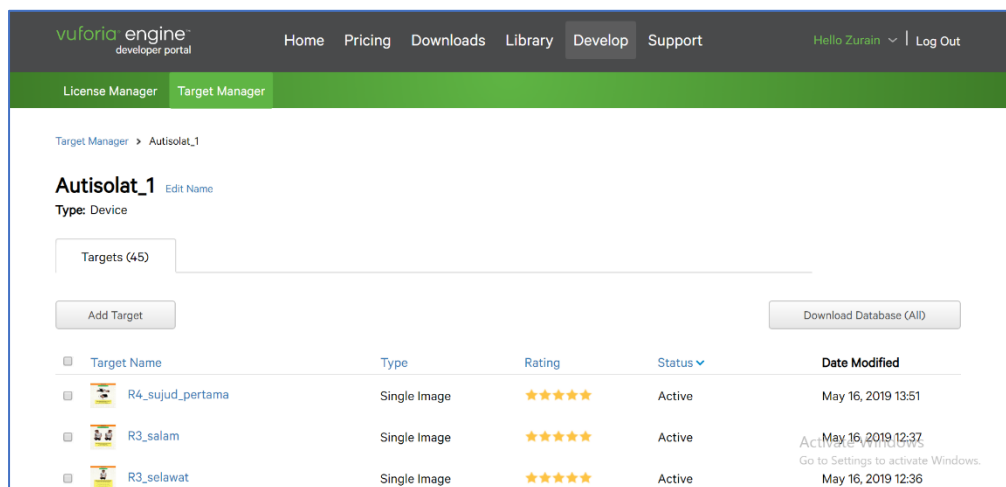 vuforia engine™
developer portal
Home Pricing Downloads Library Develop Support
Hello Zurain | Log Out
License Manager Target Manager
Target Manager > Autisolat_1
Autisolat_1 Edit Name
Type: Device
Targets (45)
Add Target Download Database (All)
Target Name Type Rating Status Date Modified
R4_sujud_pertama Single Image Active May 16, 2019 13:51
R3_salam Single Image Active May 16, 2019 12:37
Activate Windows
Go to Settings to activate Windows.
R3_selawat Single Image Active May 16, 2019 12:36